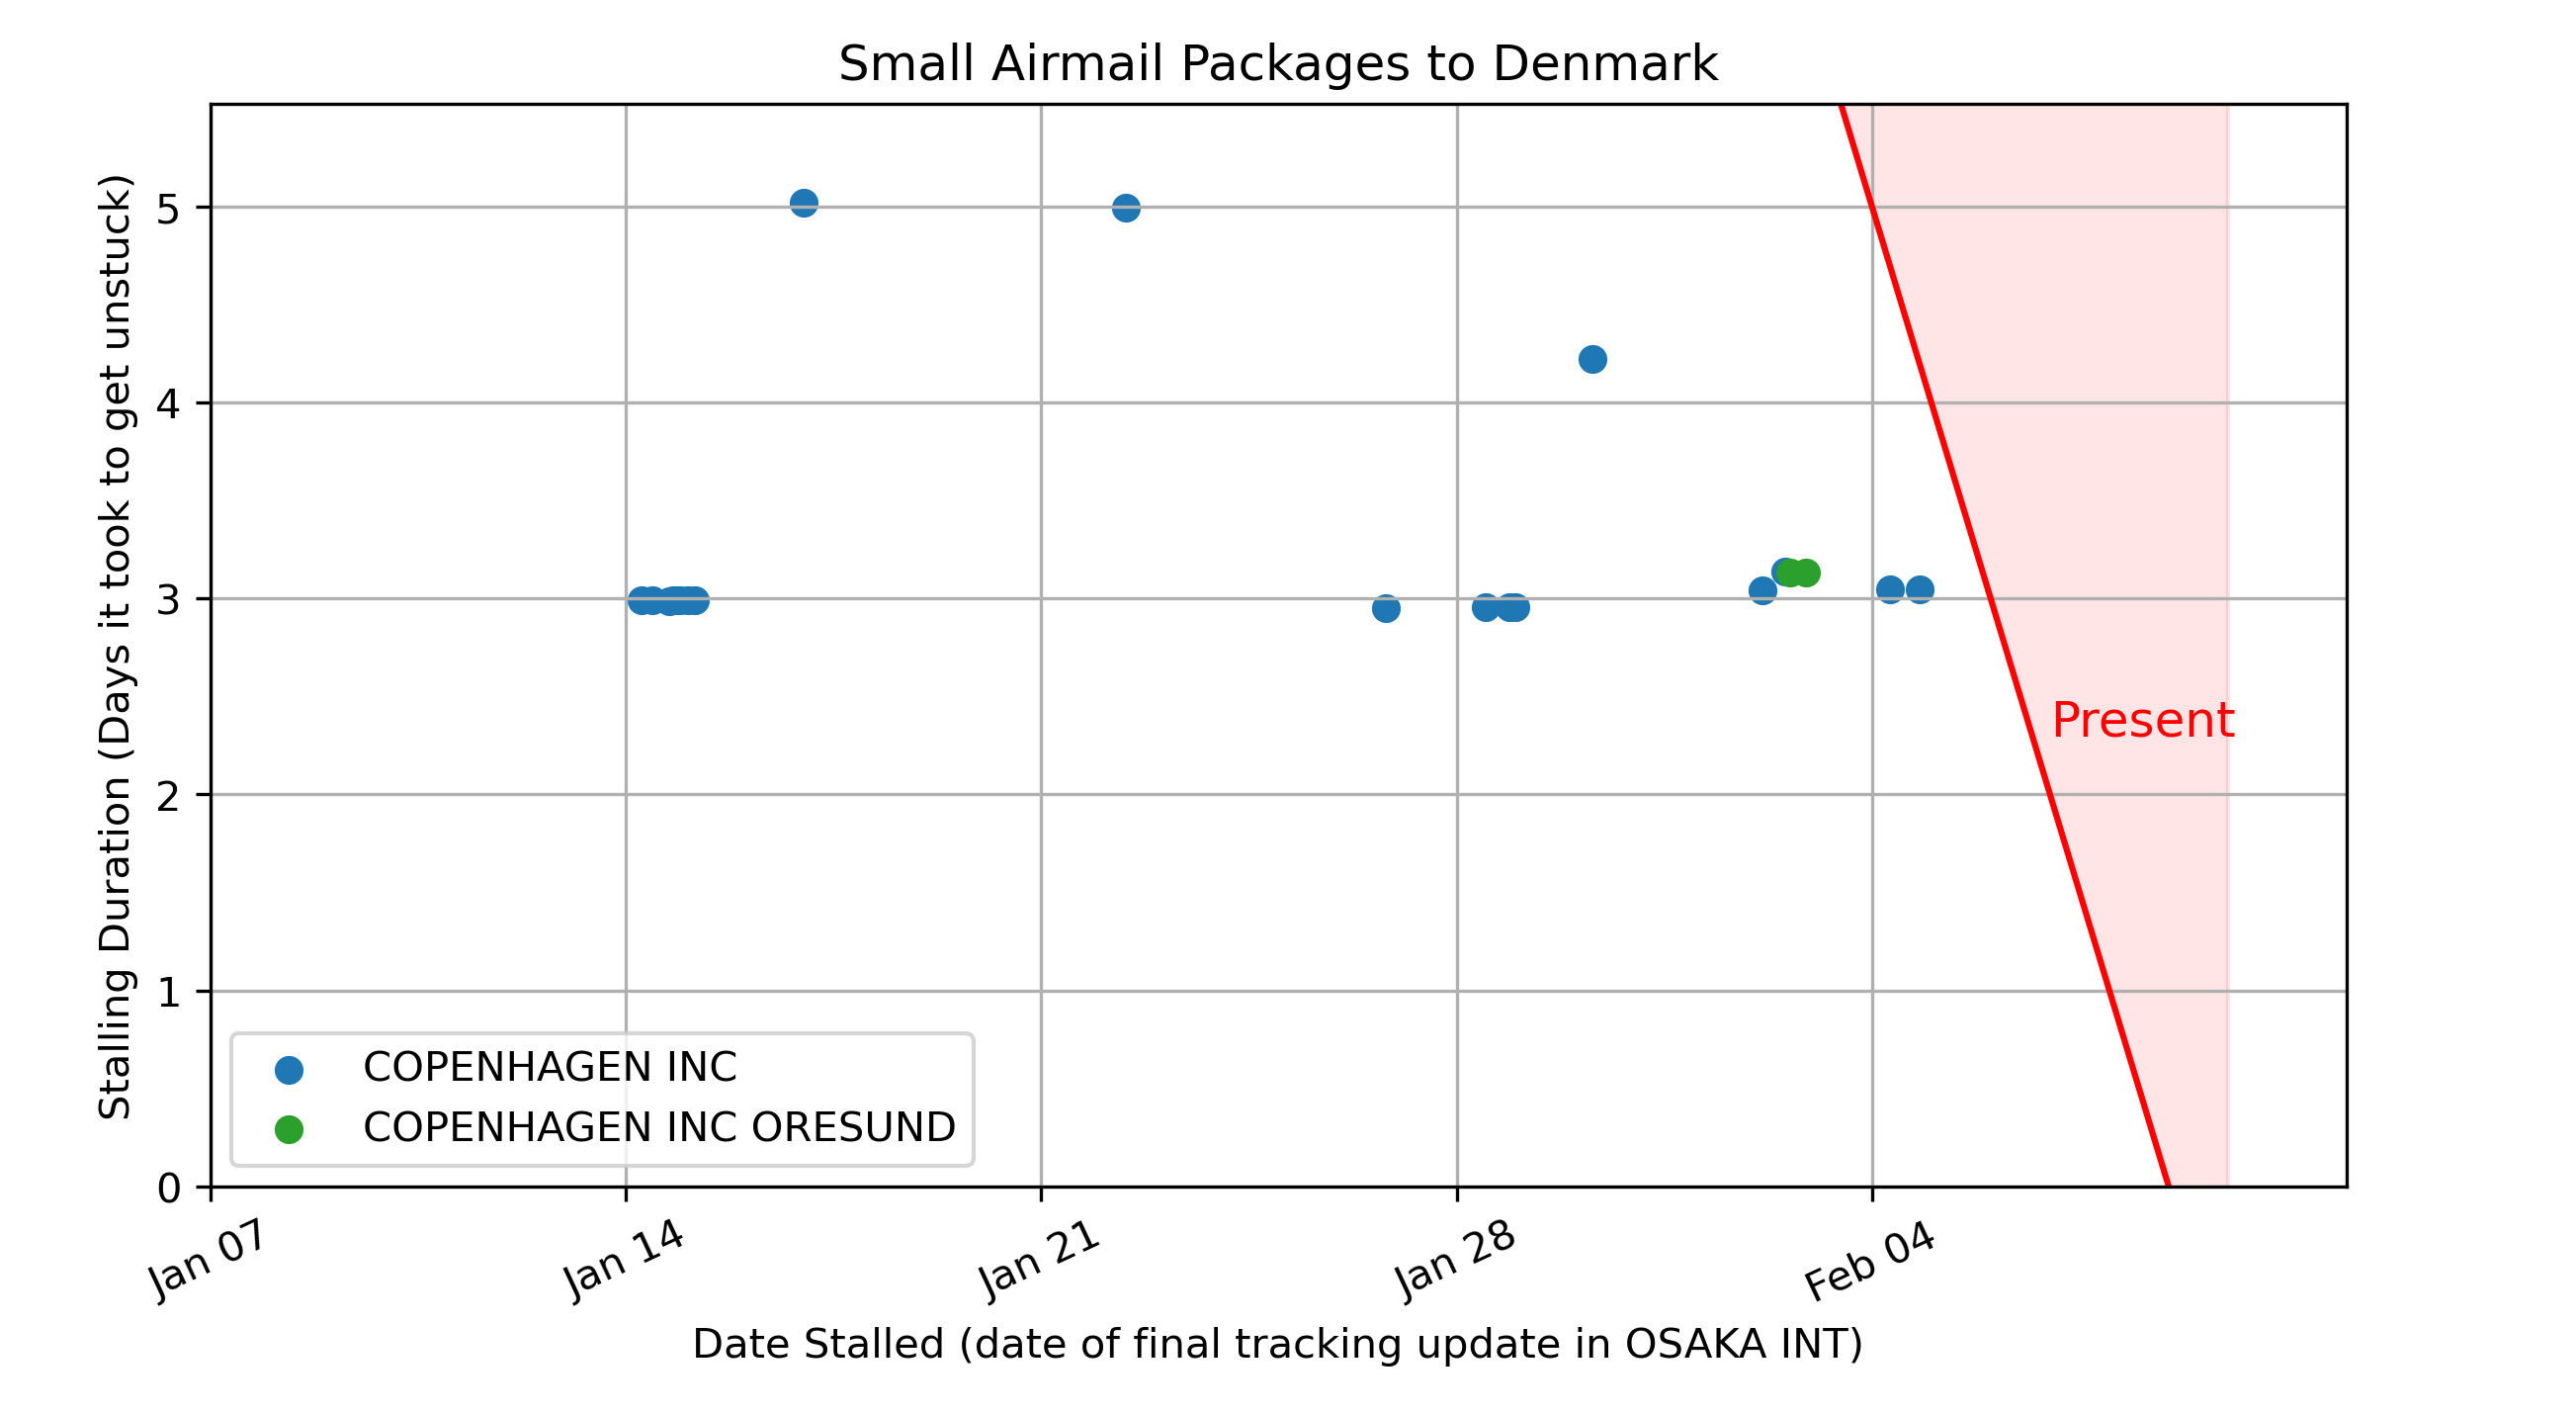 Small Airmail Packages to Denmark
Stalling Duration (Days it took to get unstuck)
5
4
3
2
1
0
Present
COPENHAGEN INC
COPENHAGEN INC ORESUND
Jan 07
Jan 14
Jan 21
Jan 28
Feb 04
Date Stalled (date of final tracking update in OSAKA INT)